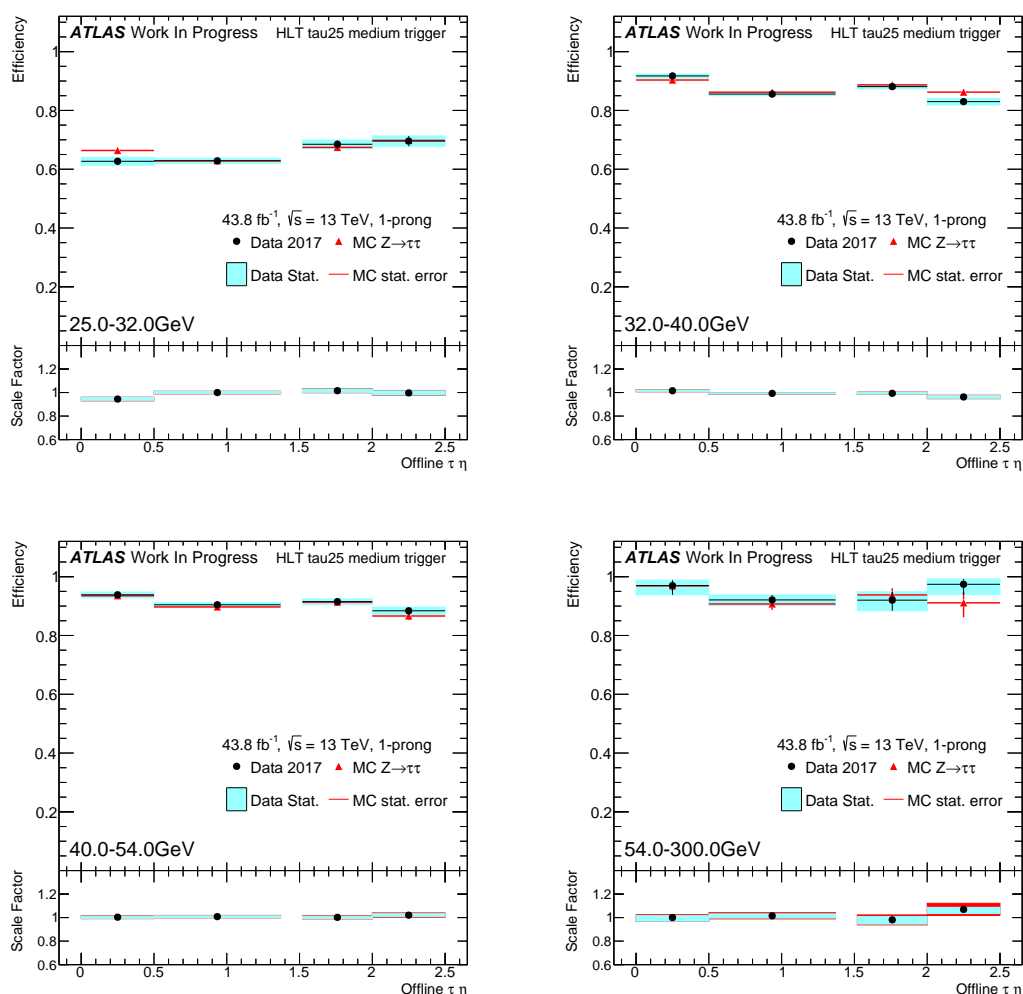 ATLAS Work In Progress HLT tau25 medium trigger
Efficiency
1
0.8
0.6
0.4
0.2
43.8 fb-1, √s = 13 TeV, 1-prong
Data 2017 MC Z→ττ
Data Stat. MC stat. error
25.0-32.0GeV
Scale Factor
1.2
1
0.8
0.6
0 0.5 1 1.5 2 2.5
Offline τ η
ATLAS Work In Progress HLT tau25 medium trigger
Efficiency
1
0.8
0.6
0.4
0.2
43.8 fb-1, √s = 13 TeV, 1-prong
Data 2017 MC Z→ττ
Data Stat. MC stat. error
32.0-40.0GeV
Scale Factor
1.2
1
0.8
0.6
0 0.5 1 1.5 2 2.5
Offline τ η
ATLAS Work In Progress HLT tau25 medium trigger
Efficiency
1
0.8
0.6
0.4
0.2
43.8 fb-1, √s = 13 TeV, 1-prong
Data 2017 MC Z→ττ
Data Stat. MC stat. error
40.0-54.0GeV
Scale Factor
1.2
1
0.8
0.6
0 0.5 1 1.5 2 2.5
Offline τ η
ATLAS Work In Progress HLT tau25 medium trigger
Efficiency
1
0.8
0.6
0.4
0.2
43.8 fb-1, √s = 13 TeV, 1-prong
Data 2017 MC Z→ττ
Data Stat. MC stat. error
54.0-300.0GeV
Scale Factor
1.2
1
0.8
0.6
0 0.5 1 1.5 2 2.5
Offline τ η